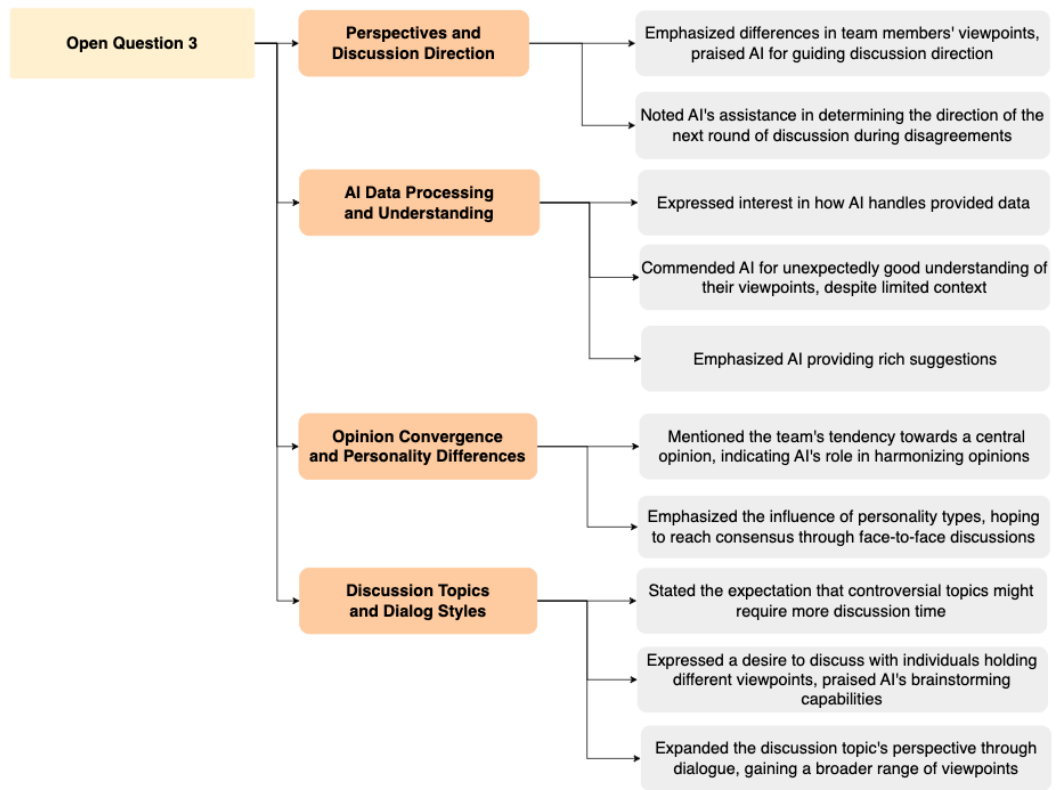 Open Question 3
Perspectives and
Discussion Direction
Emphasized differences in team members' viewpoints,
praised AI for guiding discussion direction
Noted AI's assistance in determining the direction of the
next round of discussion during disagreements
AI Data Processing
and Understanding
Expressed interest in how AI handles provided data
Commended AI for unexpectedly good understanding of
their viewpoints, despite limited context
Emphasized AI providing rich suggestions
Opinion Convergence
and Personality Differences
Mentioned the team's tendency towards a central
opinion, indicating AI's role in harmonizing opinions
Emphasized the influence of personality types, hoping
to reach consensus through face-to-face discussions
Discussion Topics
and Dialog Styles
Stated the expectation that controversial topics might
require more discussion time
Expressed a desire to discuss with individuals holding
different viewpoints, praised AI's brainstorming
capabilities
Expanded the discussion topic's perspective through
dialogue, gaining a broader range of viewpoints